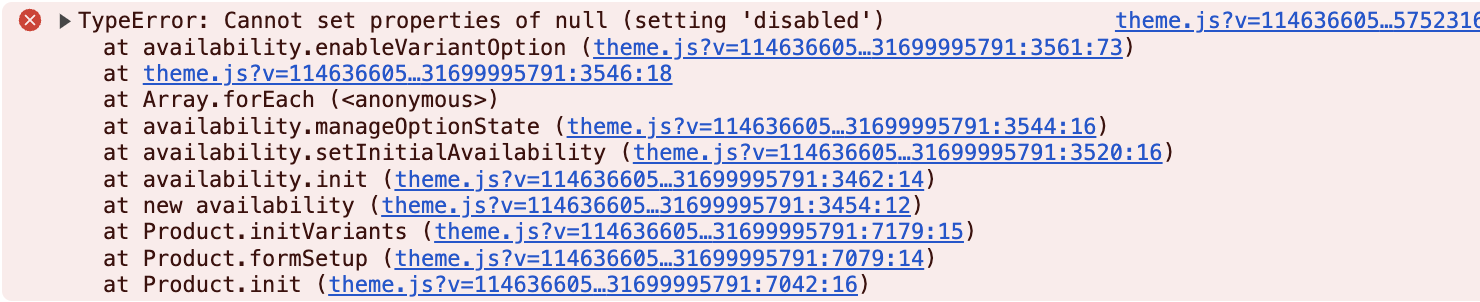 TypeError: Cannot set properties of null (setting 'disabled') theme.js?v=114636605…5752316
at availability.enableVariantOption (theme.js?v=114636605…31699995791:3561:73)
at theme.js?v=114636605…31699995791:3546:18
at Array.forEach (<anonymous>)
at availability.manageOptionState (theme.js?v=114636605…31699995791:3544:16)
at availability.setInitialAvailability (theme.js?v=114636605…31699995791:3520:16)
at availability.init (theme.js?v=114636605…31699995791:3462:14)
at new availability (theme.js?v=114636605…31699995791:3454:12)
at Product.initVariants (theme.js?v=114636605…31699995791:7179:15)
at Product.formSetup (theme.js?v=114636605…31699995791:7079:14)
at Product.init (theme.js?v=114636605…31699995791:7042:16)